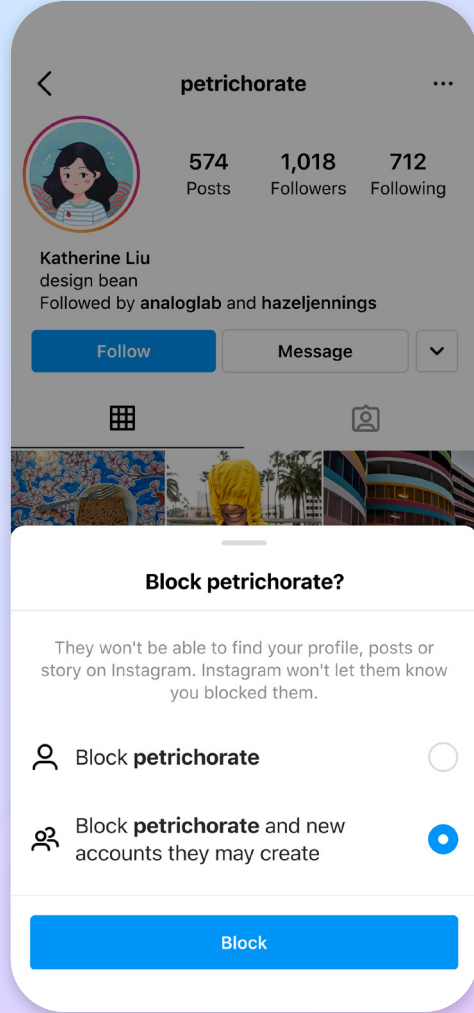 petrichorate
574
1,018
712
Posts
Followers
Following
Katherine Liu
design bean
Followed by analoglab and hazeljennings
Follow
Message
Block petrichorate?
They won't be able to find your profile, posts or
story on Instagram. Instagram won't let them know
you blocked them.
Block petrichorate
Block petrichorate and new
accounts they may create
Block